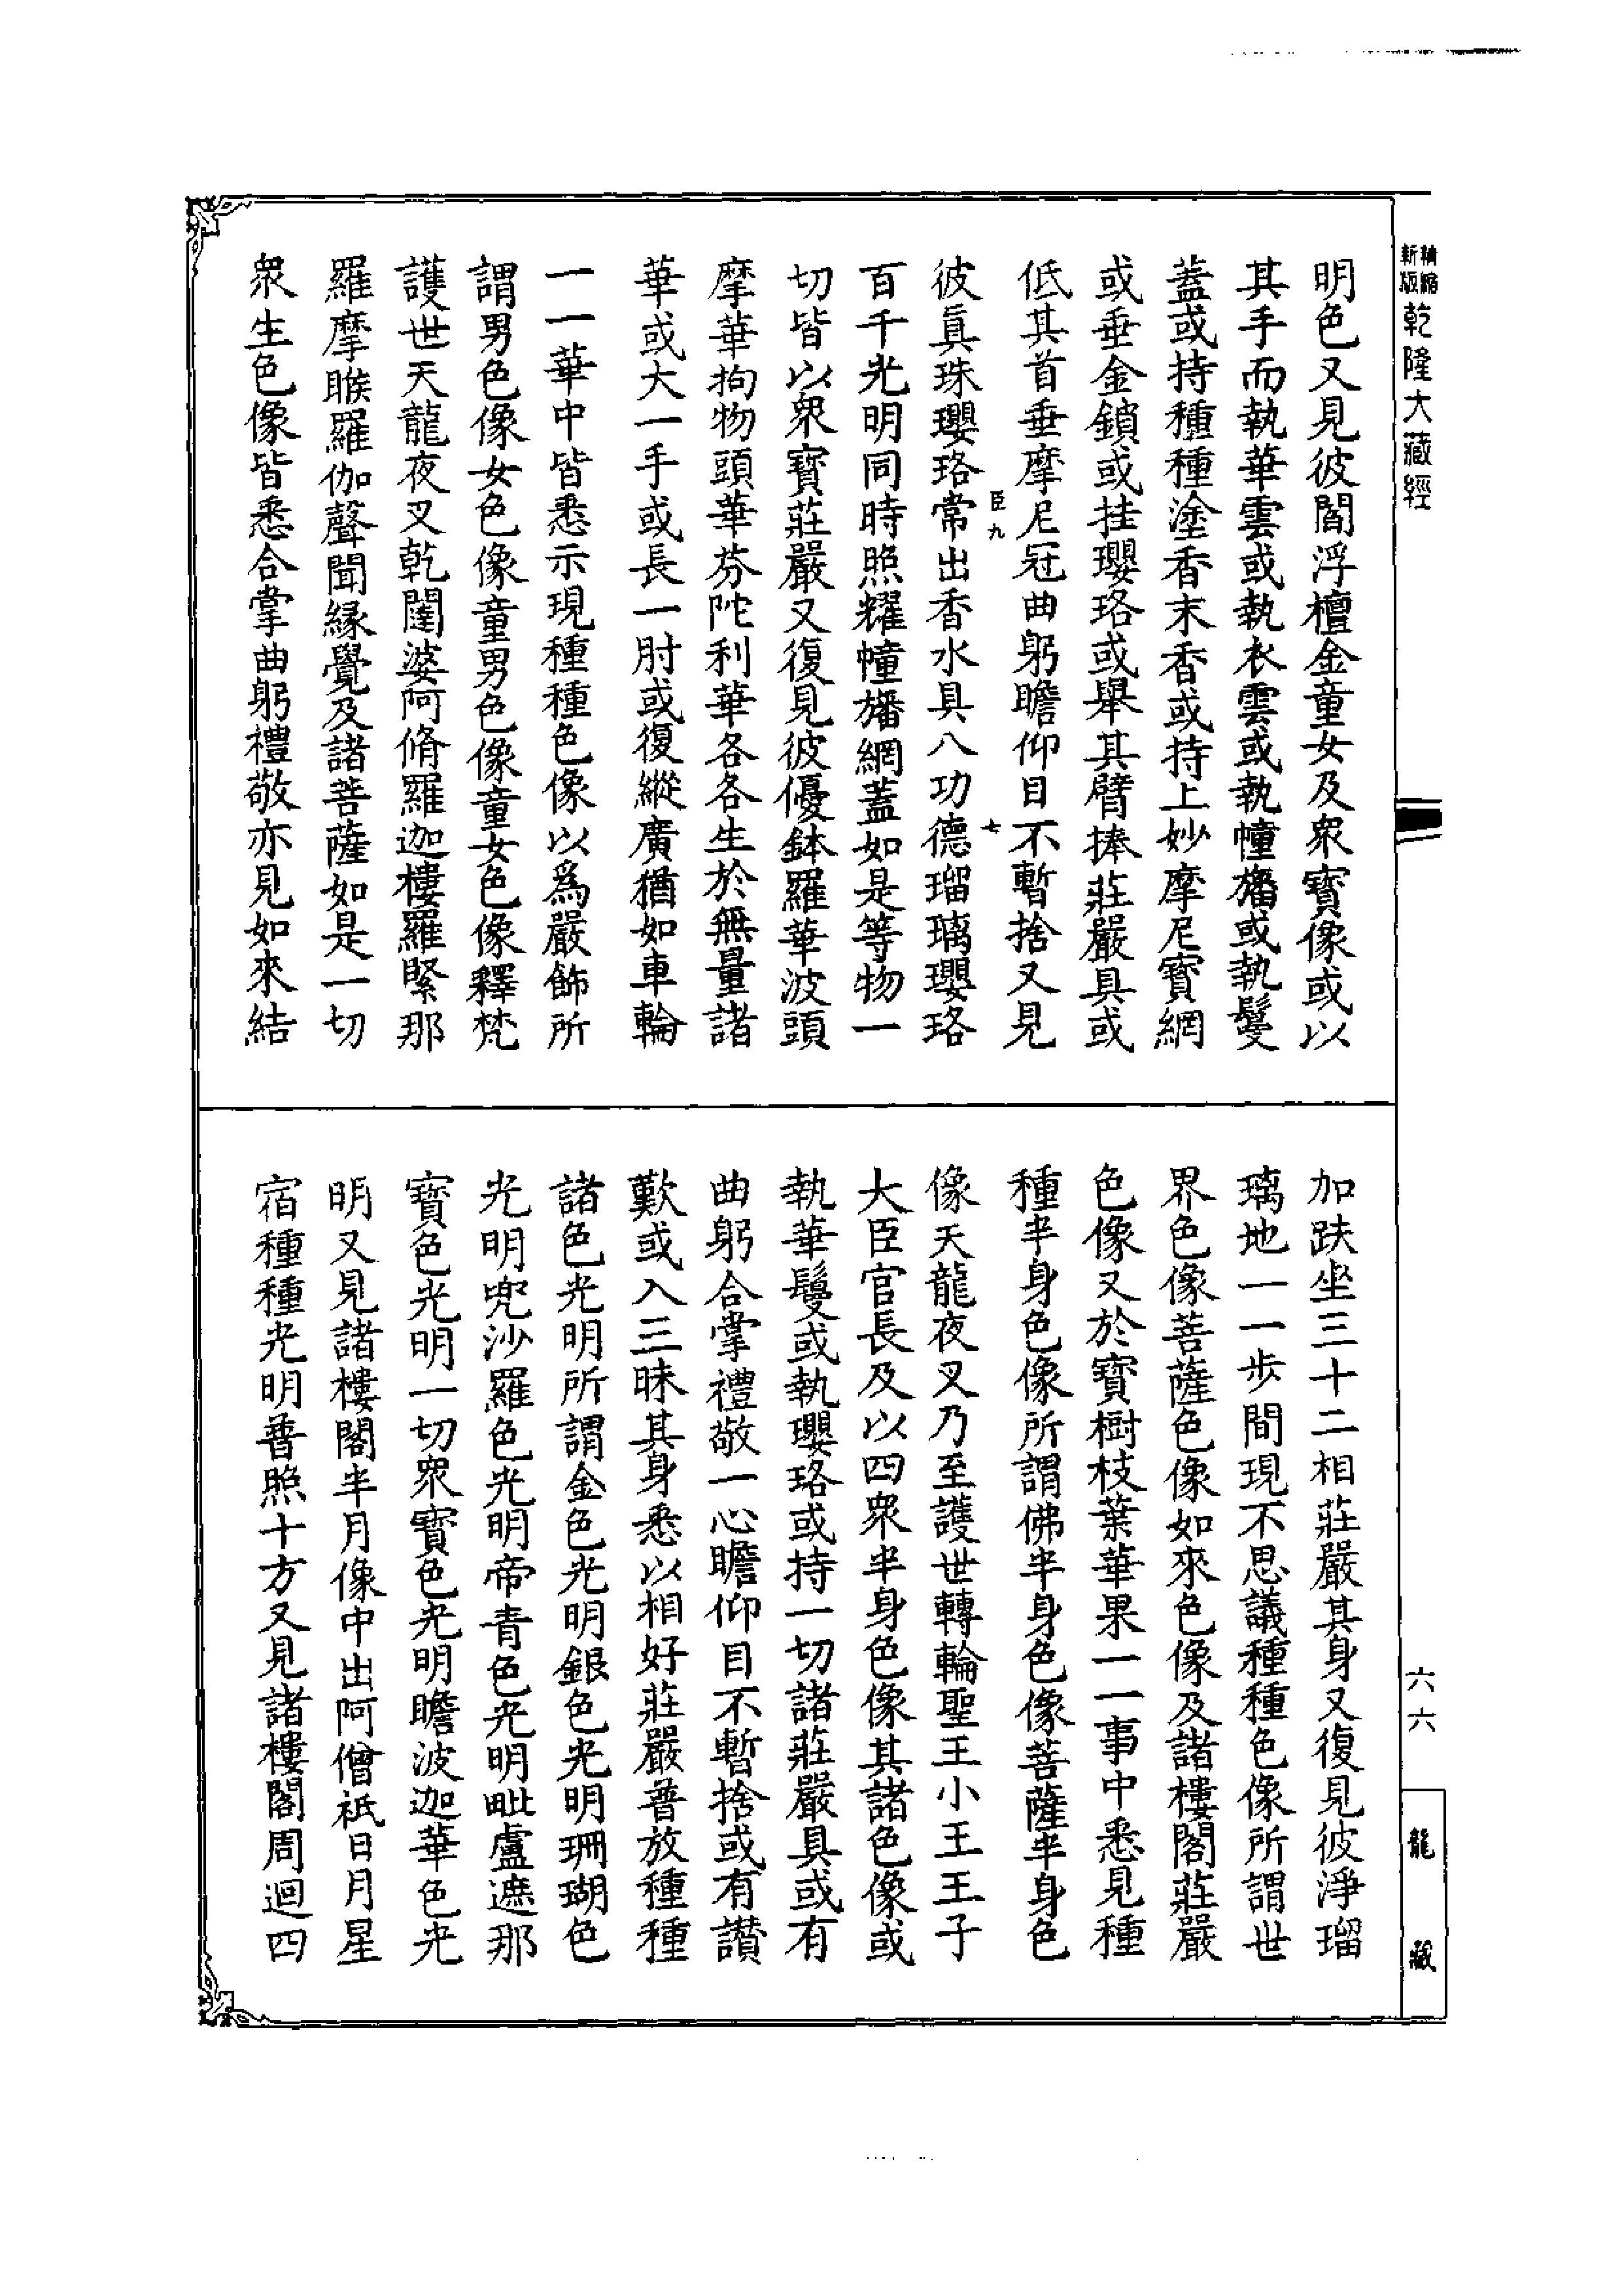 精縮
新版
乾隆大藏經
明色又見彼閻浮檀金童女及衆寳像或以
其手而執華雲或執衣雲或執幢旛或執鬘
蓋或持種種塗香末香或持上妙摩尼寳網
或垂金鎖或挂瓔珞或舉其臂捧莊嚴具或
低其首垂摩尼冠曲躬瞻仰目不暫捨又見
臣九
七
彼眞珠瓔珞常出香水具八功德瑠璃瓔珞
百千光明同時照耀幢旛網蓋如是等物一
切皆以衆寳莊嚴又復見彼優鉢羅華波頭
摩華拘物頭華芬陀利華各各生於無量諸
華或大一手或長一肘或復縱廣猶如車輪
一一華中皆悉示現種種色像以爲嚴飾所
謂男色像女色像童男色像童女色像釋梵
護世天龍夜叉乾闥婆阿脩羅迦樓羅緊那
羅摩睺羅伽聲聞緣覺及諸菩薩如是一切
衆生色像皆悉合掌曲躬禮敬亦見如來結
加趺坐三十二相莊嚴其身又復見彼淨瑠
璃地一一步間現不思議種種色像所謂世
界色像菩薩色像如來色像及諸樓閣莊嚴
色像又於寳樹枝葉華果一一事中悉見種
種半身色像所謂佛半身色像菩薩半身色
像天龍夜叉乃至護世轉輪聖王小王王子
大臣官長及以四衆半身色像其諸色像或
執華鬘或執瓔珞或持一切諸莊嚴具或有
曲躬合掌禮敬一心瞻仰目不暫捨或有讚
歎或入三昧其身悉以相好莊嚴普放種種
諸色光明所謂金色光明銀色光明珊瑚色
光明兜沙羅色光明帝青色光明毗盧遮那
寳色光明一切衆寳色光明瞻波迦華色光
明又見諸樓閣半月像中出阿僧祇日月星
宿種種光明普照十方又見諸樓閣周迴四
六六
龍藏